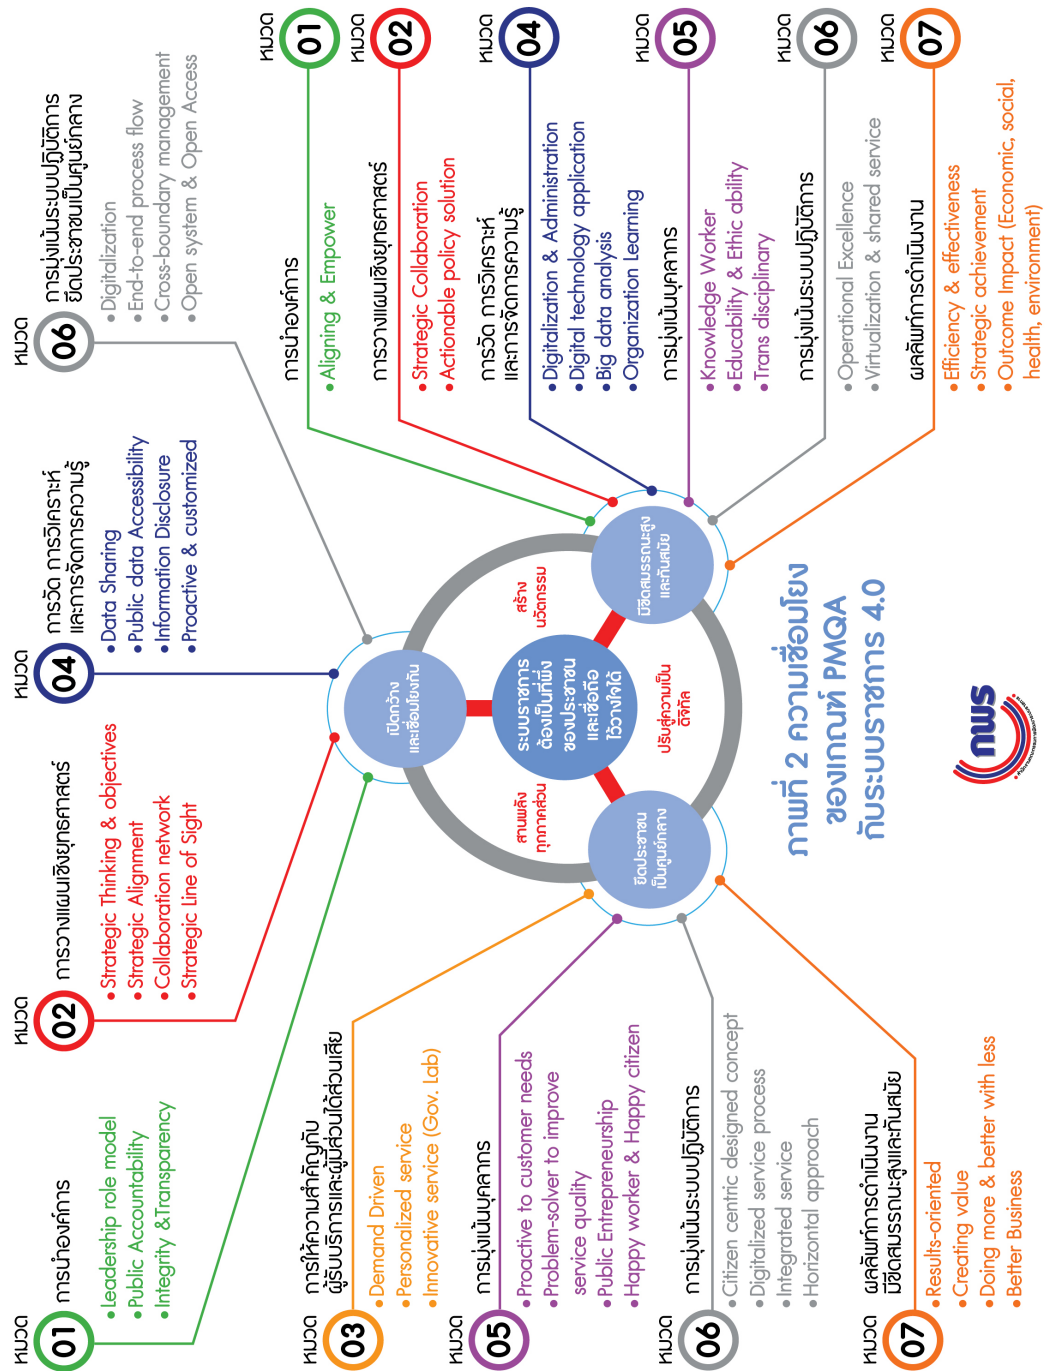 หมวด
01
การนำองค์การ
• Leadership role model
• Public Accountability
• Integrity &Transparency
หมวด
02
การวางแผนเชิงยุทธศาสตร์
• Strategic Thinking & objectives
• Strategic Alignment
• Collaboration network
• Strategic Line of Sight
หมวด
04
การวัด การวิเคราะห์
และการจัดการความรู้
• Data Sharing
• Public data Accessibility
• Information Disclosure
• Proactive & customized
หมวด
06
การมุ่งเน้นระบบปฏิบัติการ
ยึดประชาชนเป็นศูนย์กลาง
• Digitalization
• End-to-end process flow
• Cross-boundary management
• Open system & Open Access
หมวด
03
การให้ความสำคัญกับ
ผู้รับบริการและผู้มีส่วนได้ส่วนเสีย
• Demand Driven
• Personalized service
• Innovative service (Gov. Lab)
หมวด
05
การมุ่งเน้นบุคลากร
• Proactive to customer needs
• Problem-solver to improve
service quality
• Public Entrepreneurship
• Happy worker & Happy citizen
หมวด
06
การมุ่งเน้นระบบปฏิบัติการ
• Citizen centric designed concept
• Digitalized service process
• Integrated service
• Horizontal approach
หมวด
07
ผลลัพท์การดำเนินงาน
มีขีดสมรรถนะสูงและทันสมัย
• Results-oriented
• Creating value
• Doing more & better with less
• Better Business
เปิดกว้าง
และเชื่อมโยงกัน
สานพลัง
ทุกภาคส่วน
สร้าง
นวัตกรรม
ระบบราชการ
ต้องเป็นที่พึ่ง
ของประชาชน
และเชื่อถือ
ไว้วางใจได้
ยึดประชาชน
เป็นศูนย์กลาง
มีขีดสมรรถนะสูง
และทันสมัย
ปรับสู่ความเป็น
ดิจิทัล
หมวด
01
การนำองค์การ
• Aligning & Empower
หมวด
02
การวางแผนเชิงยุทธศาสตร์
• Strategic Collaboration
• Actionable policy solution
หมวด
04
การวัด การวิเคราะห์
และการจัดการความรู้
• Digitalization & Administration
• Digital technology application
• Big data analysis
• Organization Learning
หมวด
05
การมุ่งเน้นบุคลากร
• Knowledge Worker
• Educability & Ethic ability
• Trans disciplinary
หมวด
06
การมุ่งเน้นระบบปฏิบัติการ
• Operational Excellence
• Virtualization & shared service
หมวด
07
ผลลัพท์การดำเนินงาน
• Efficiency & effectiveness
• Strategic achievement
• Outcome Impact (Economic, social,
health, environment)
ภาพที่ 2 ความเชื่อมโยง
ของเกณฑ์ PMQA
กับระบบราชการ 4.0
กพร